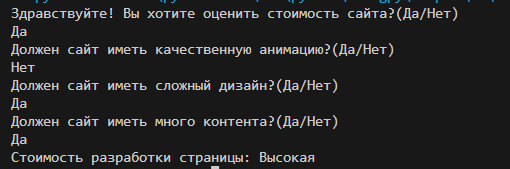 Здравствуйте! Вы хотите оценить стоимость сайта?(Да/Нет)
Да
Должен сайт иметь качественную анимацию?(Да/Нет)
Нет
Должен сайт иметь сложный дизайн?(Да/Нет)
Да
Должен сайт иметь много контента?(Да/Нет)
Да
Стоимость разработки страницы: Высокая